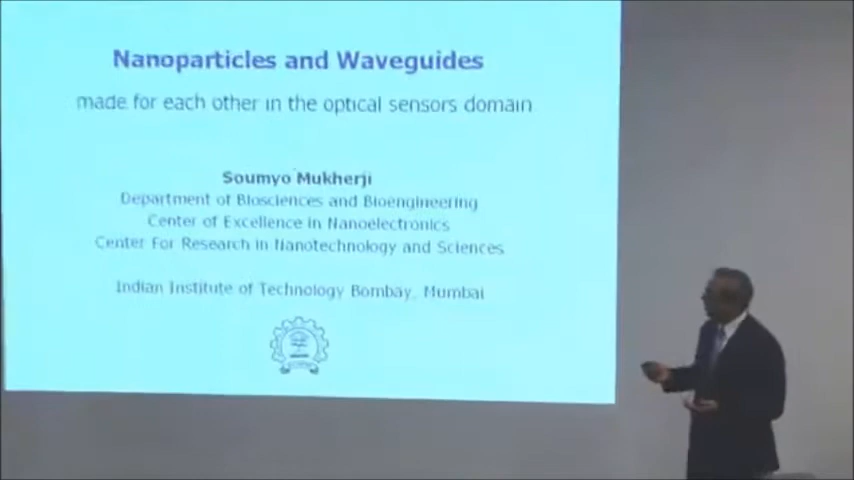 Nanoparticles and Waveguides
made for each other in the optical sensors domain
Soumyo Mukherji
Department of Biosciences and Bioengineering
Center of Excellence in Nanoelectronics
Center For Research in Nanotechnology and Sciences
Indian Institute of Technology Bombay, Mumbai